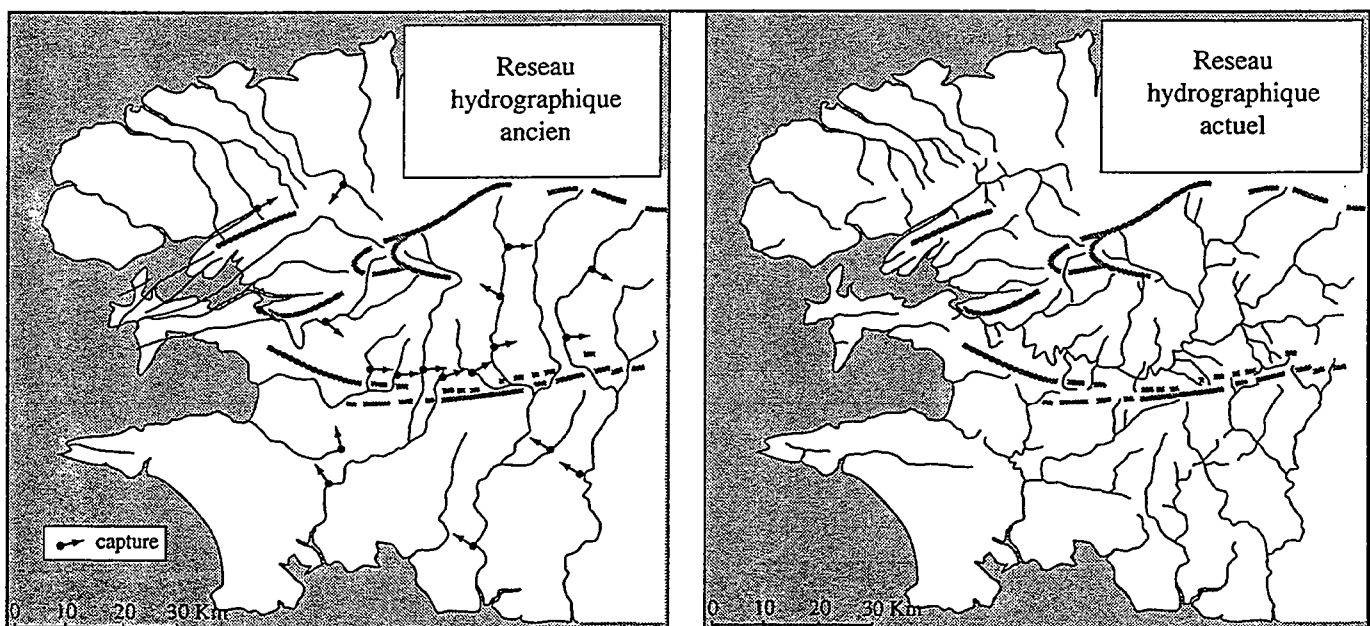 Reseau
hydrographique
ancien
capture
0 10 20 30 Km
Reseau
hydrographique
actuel
0 10 20 30 Km